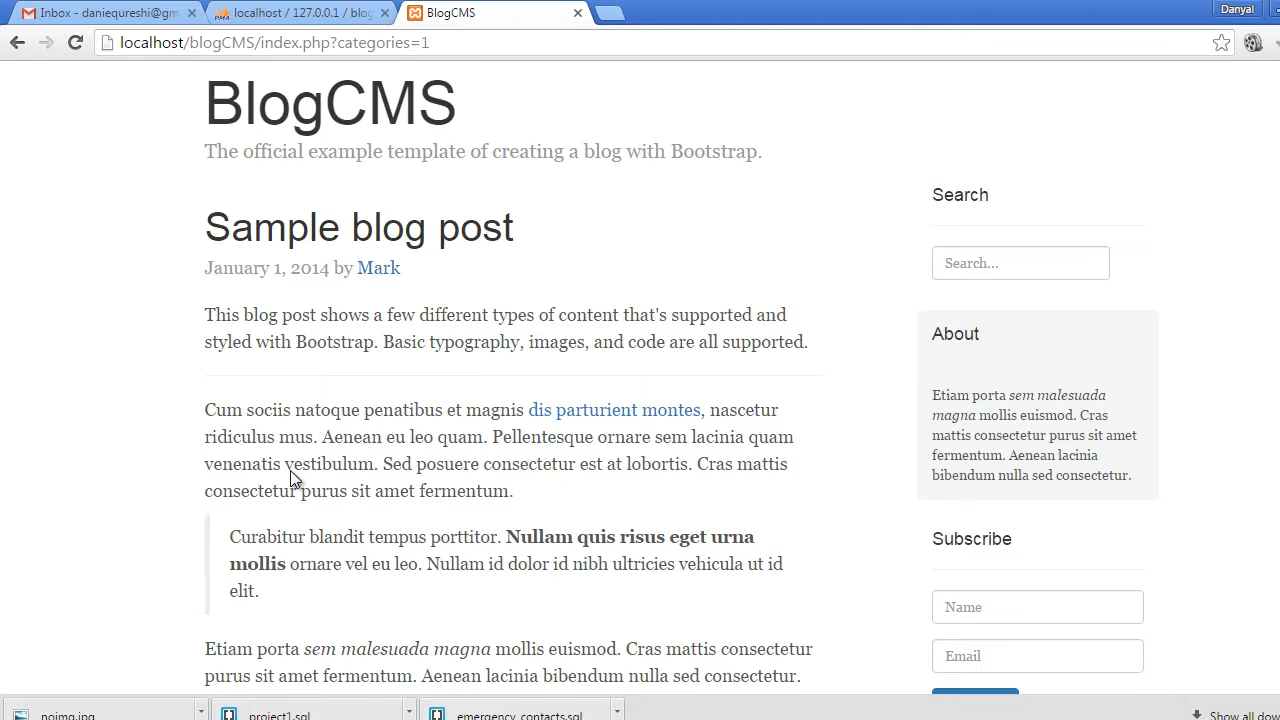 Inbox - daniequreshi@gm
localhost / 127.0.0.1 / blog
BlogCMS
Danyal
localhost/blogCMS/index.php?categories=1
BlogCMS
The official example template of creating a blog with Bootstrap.
Sample blog post
January 1, 2014 by Mark
This blog post shows a few different types of content that's supported and
styled with Bootstrap. Basic typography, images, and code are all supported.
Cum sociis natoque penatibus et magnis dis parturient montes, nascetur
ridiculus mus. Aenean eu leo quam. Pellentesque ornare sem lacinia quam
venenatis vestibulum. Sed posuere consectetur est at lobortis. Cras mattis
consectetur purus sit amet fermentum.
Curabitur blandit tempus porttitor. Nullam quis risus eget urna
mollis ornare vel eu leo. Nullam id dolor id nibh ultricies vehicula ut id
elit.
Etiam porta sem malesuada magna mollis euismod. Cras mattis consectetur
purus sit amet fermentum. Aenean lacinia bibendum nulla sed consectetur.
Search
Search...
About
Etiam porta sem malesuada
magna mollis euismod. Cras
mattis consectetur purus sit amet
fermentum. Aenean lacinia
bibendum nulla sed consectetur.
Subscribe
Name
Email
noimg.jpg
project1.sql
emergency_contacts.sql
Show all dow